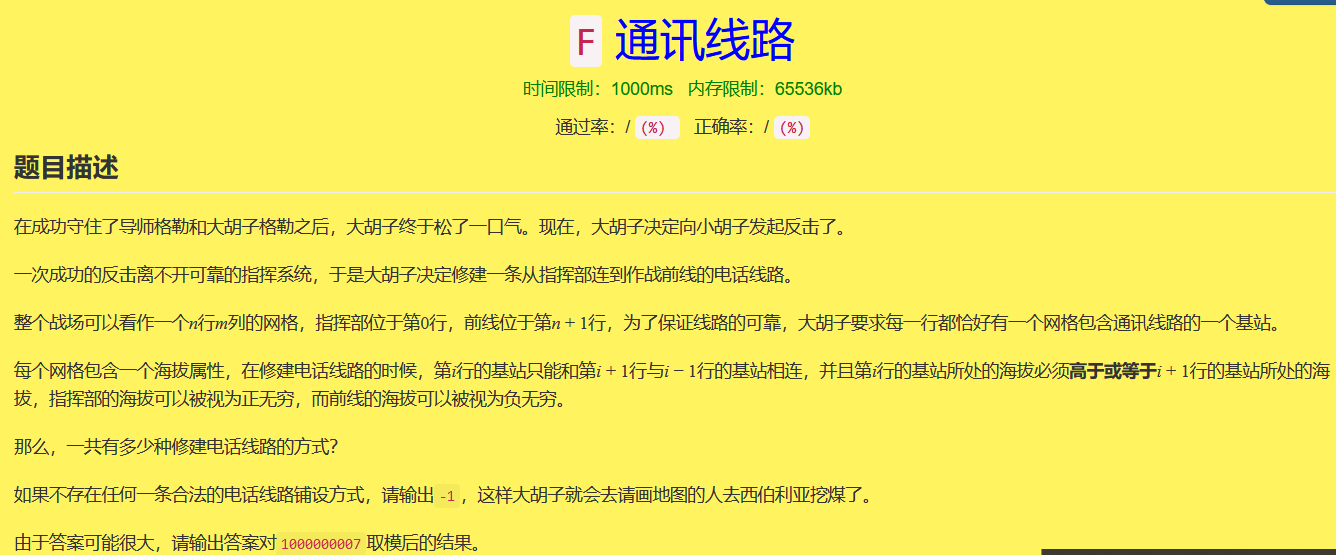 F 通讯线路
时间限制：1000ms 内存限制：65536kb
通过率：/ (%) 正确率：/ (%)
题目描述
在成功守住了导师格勒和大胡子格勒之后，大胡子终于松了一口气。现在，大胡子决定向小胡子发起反击了。
一次成功的反击离不开可靠的指挥系统，于是大胡子决定修建一条从指挥部连到作战前线的电话线路。
整个战场可以看作一个n行m列的网格，指挥部位于第0行，前线位于第n + 1行，为了保证线路的可靠，大胡子要求每一行都恰好有一个网格包含通讯线路的一个基站。
每个网格包含一个海拔属性，在修建电话线路的时候，第i行的基站只能和第i + 1行与i − 1行的基站相连，并且第i行的基站所处的海拔必须高于或等于i + 1行的基站所处的海
拔，指挥部的海拔可以被视为正无穷，而前线的海拔可以被视为负无穷。
那么，一共有多少种修建电话线路的方式？
如果不存在任何一条合法的电话线路铺设方式，请输出-1，这样大胡子就会去请画地图的人去西伯利亚挖煤了。
由于答案可能很大，请输出答案对 1000000007 取模后的结果。